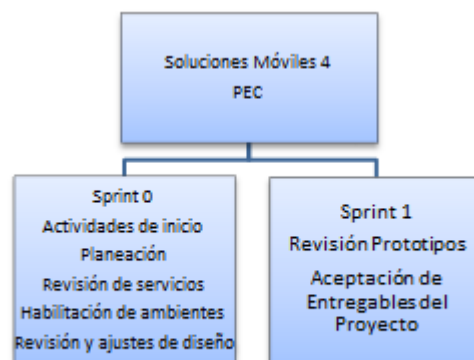 Soluciones Móviles 4
PEC
Sprint 0
Actividades de inicio
Planeación
Revisión de servicios
Habilitación de ambientes
Revisión y ajustes de diseño
Sprint 1
Revisión Prototipos
Aceptación de
Entregables del
Proyecto